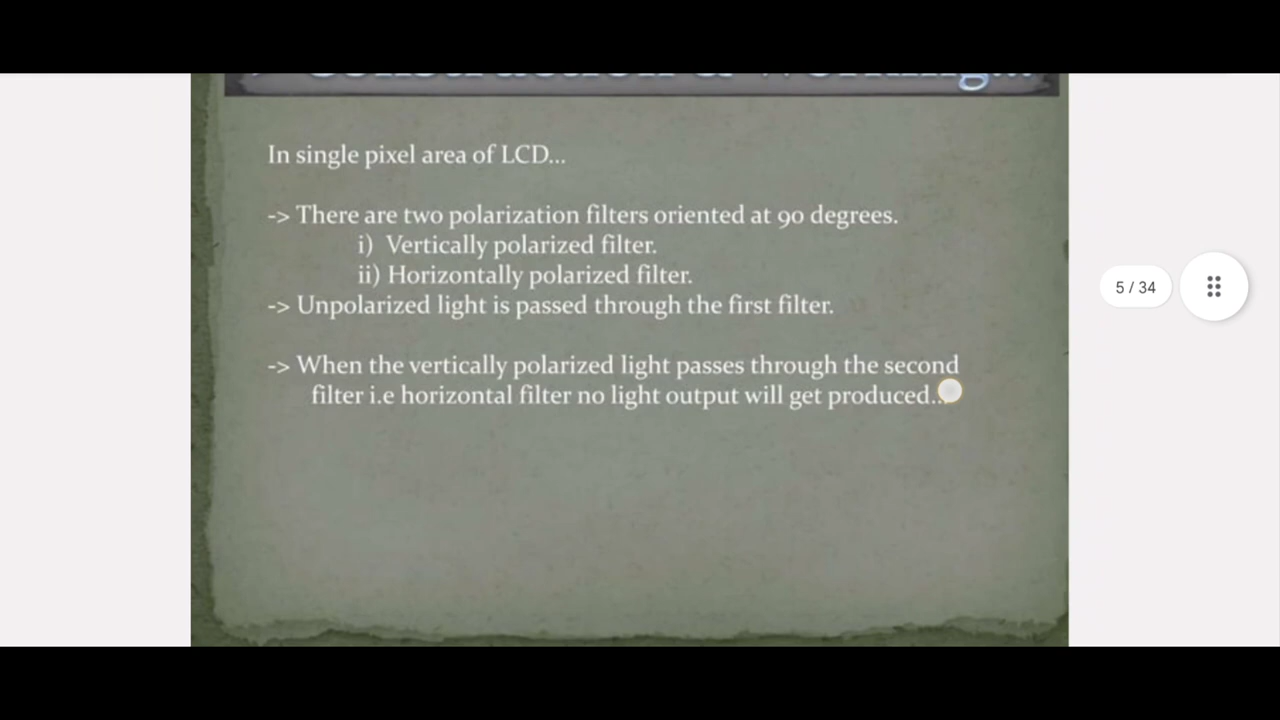 In single pixel area of LCD...
-> There are two polarization filters oriented at 90 degrees.
i) Vertically polarized filter.
ii) Horizontally polarized filter.
-> Unpolarized light is passed through the first filter.
-> When the vertically polarized light passes through the second
filter i.e horizontal filter no light output will get produced...
5 / 34